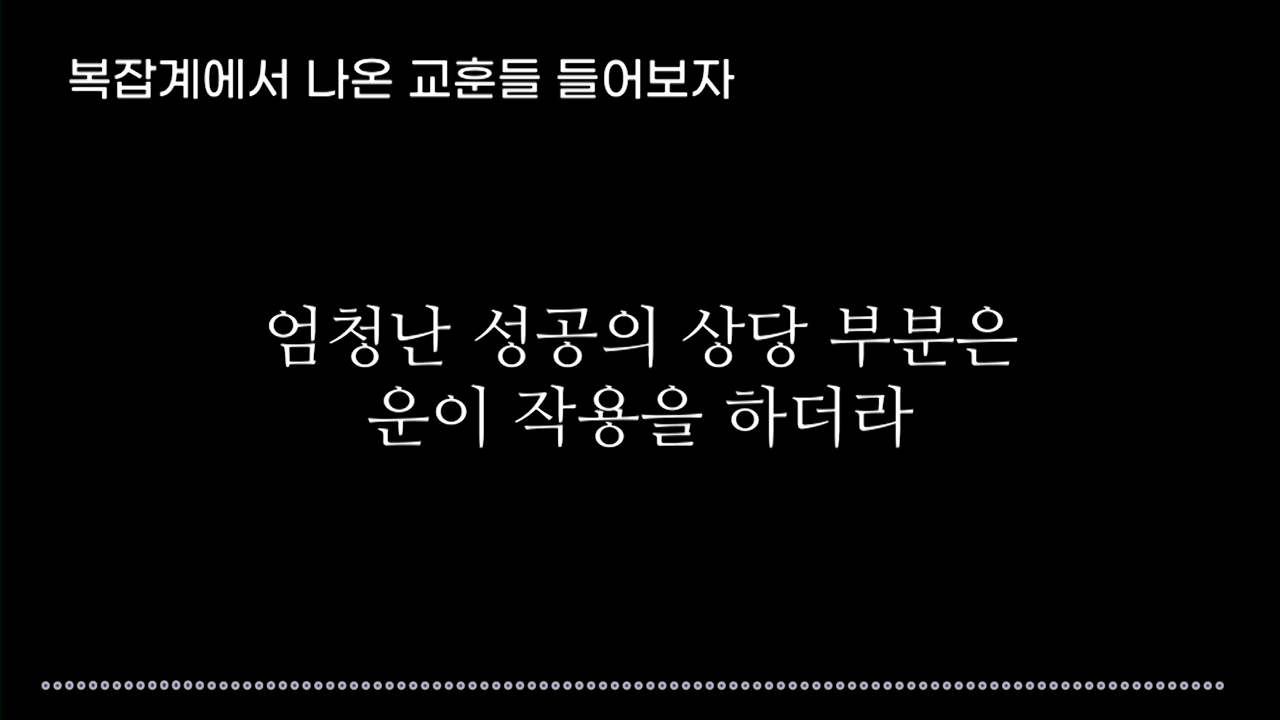 복잡계에서 나온 교훈들 들어보자
엄청난 성공의 상당 부분은
운이 작용을 하더라